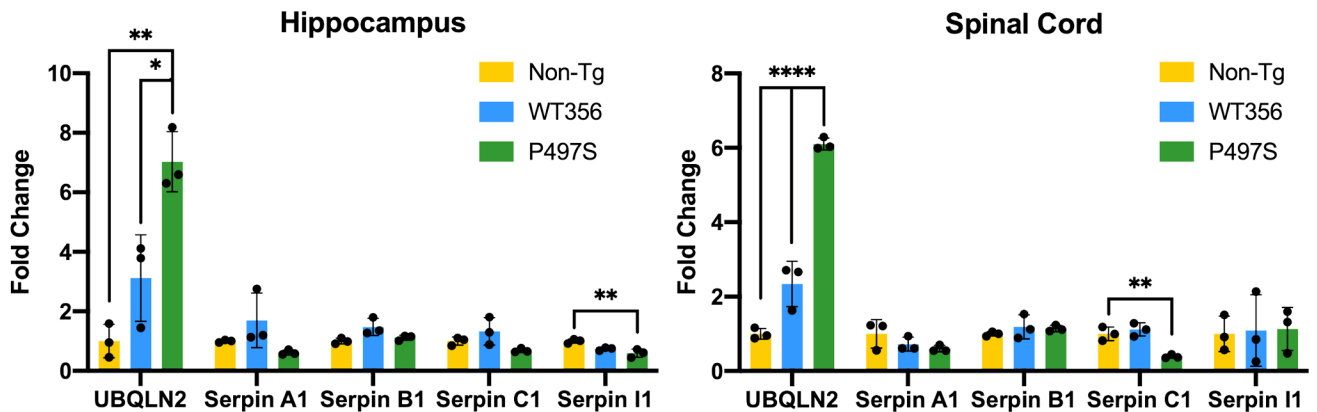 Hippocampus
**
*
**
Fold Change
10
8
6
4
2
0
Non-Tg
WT356
P497S
UBQLN2 Serpin A1 Serpin B1 Serpin C1 Serpin I1
Spinal Cord
****
**
Fold Change
8
6
4
2
0
Non-Tg
WT356
P497S
UBQLN2 Serpin A1 Serpin B1 Serpin C1 Serpin I1